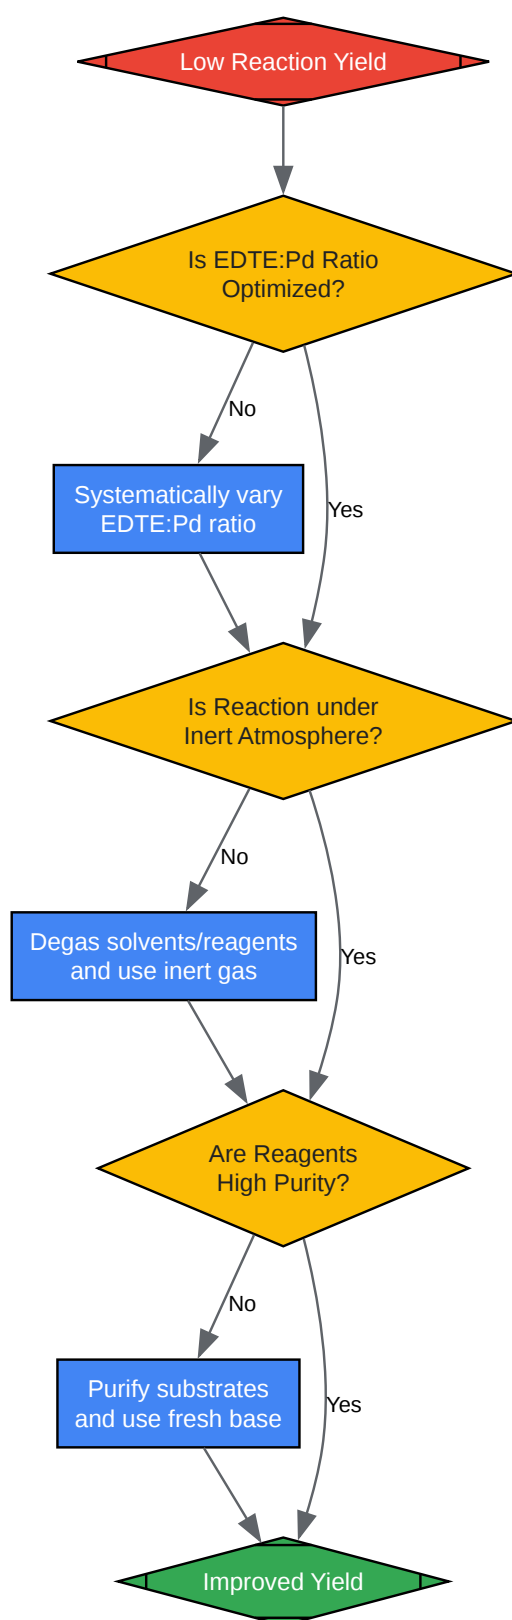 Low Reaction Yield
Is EDTE:Pd Ratio
Optimized?
No
Yes
Systematically vary
EDTE:Pd ratio
Is Reaction under
Inert Atmosphere?
No
Yes
Degas solvents/reagents
and use inert gas
Are Reagents
High Purity?
No
Yes
Purify substrates
and use fresh base
Improved Yield